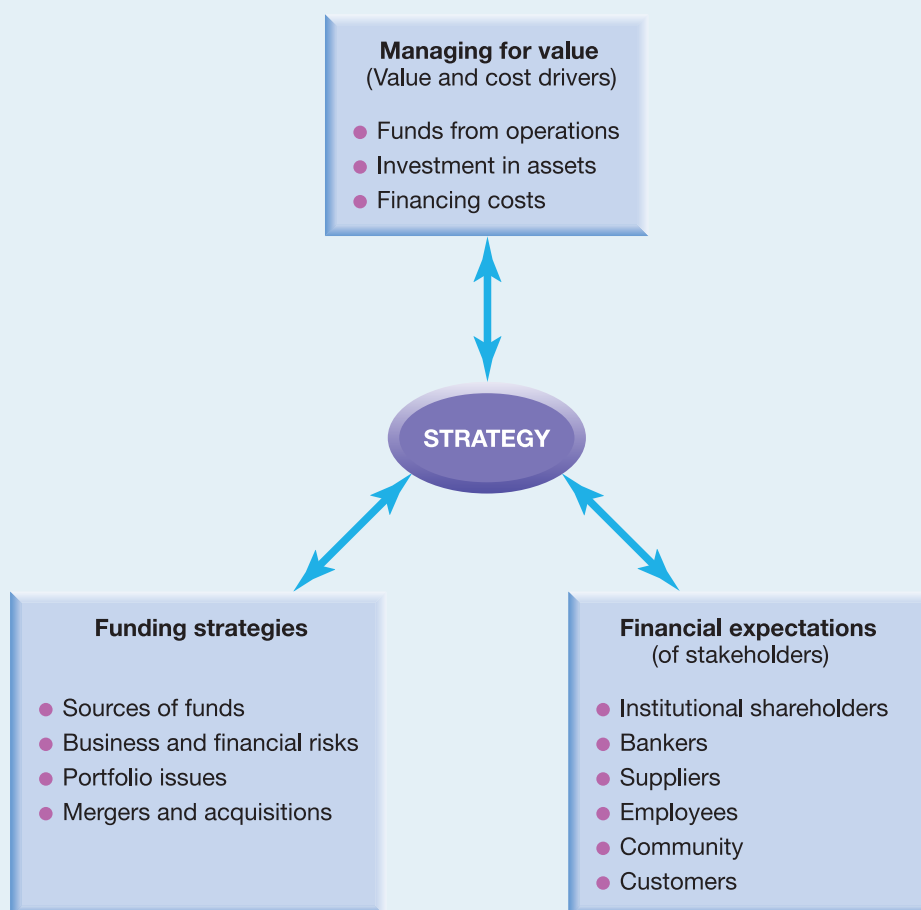 Managing for value
(Value and cost drivers)
Funds from operations
Investment in assets
Financing costs
STRATEGY
Funding strategies
Sources of funds
Business and financial risks
Portfolio issues
Mergers and acquisitions
Financial expectations
(of stakeholders)
Institutional shareholders
Bankers
Suppliers
Employees
Community
Customers